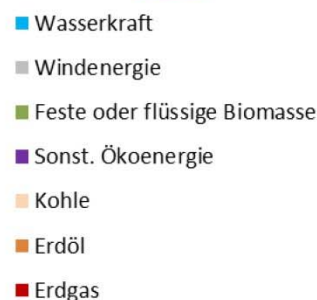 Wasserkraft
Windenergie
Feste oder flüssige Biomasse
Sonst. Ökoenergie
Kohle
Erdöl
Erdgas